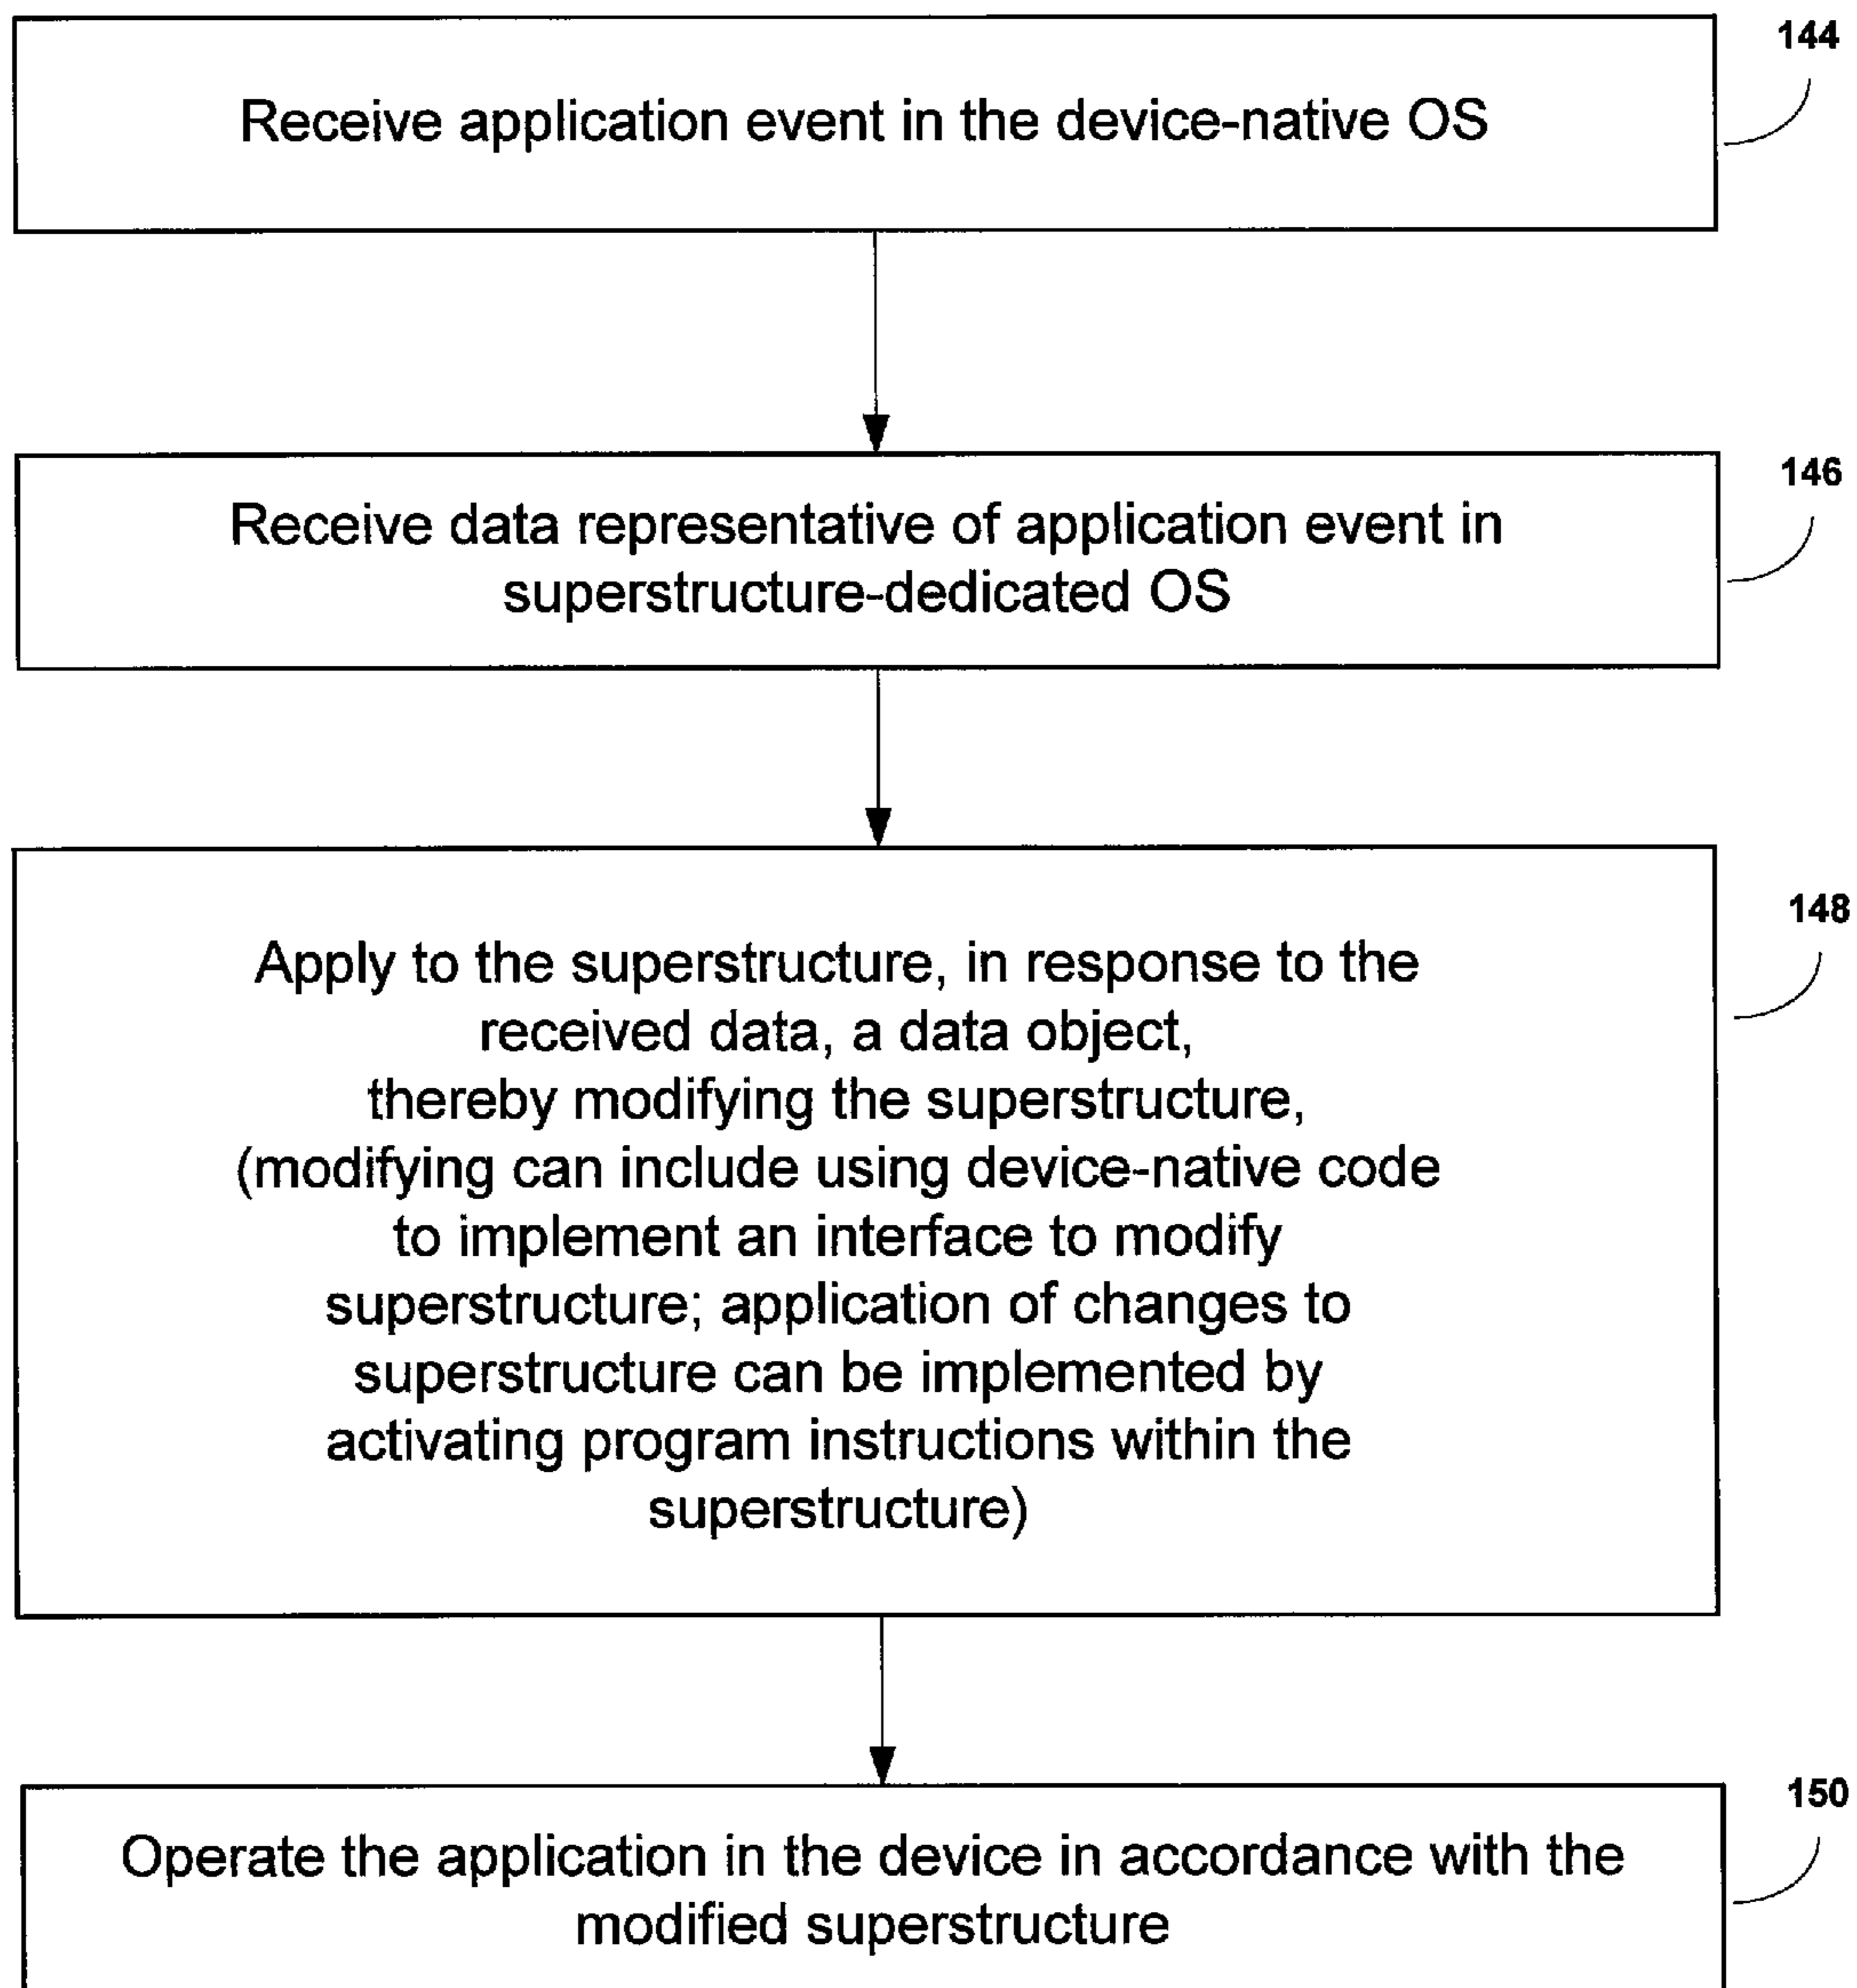 144
Receive application event in the device-native OS
146
Receive data representative of application event in
superstructure-dedicated OS
148
Apply to the superstructure, in response to the
received data, a data object,
thereby modifying the superstructure,
(modifying can include using device-native code
to implement an interface to modify
superstructure; application of changes to
superstructure can be implemented by
activating program instructions within the
superstructure)
150
Operate the application in the device in accordance with the
modified superstructure